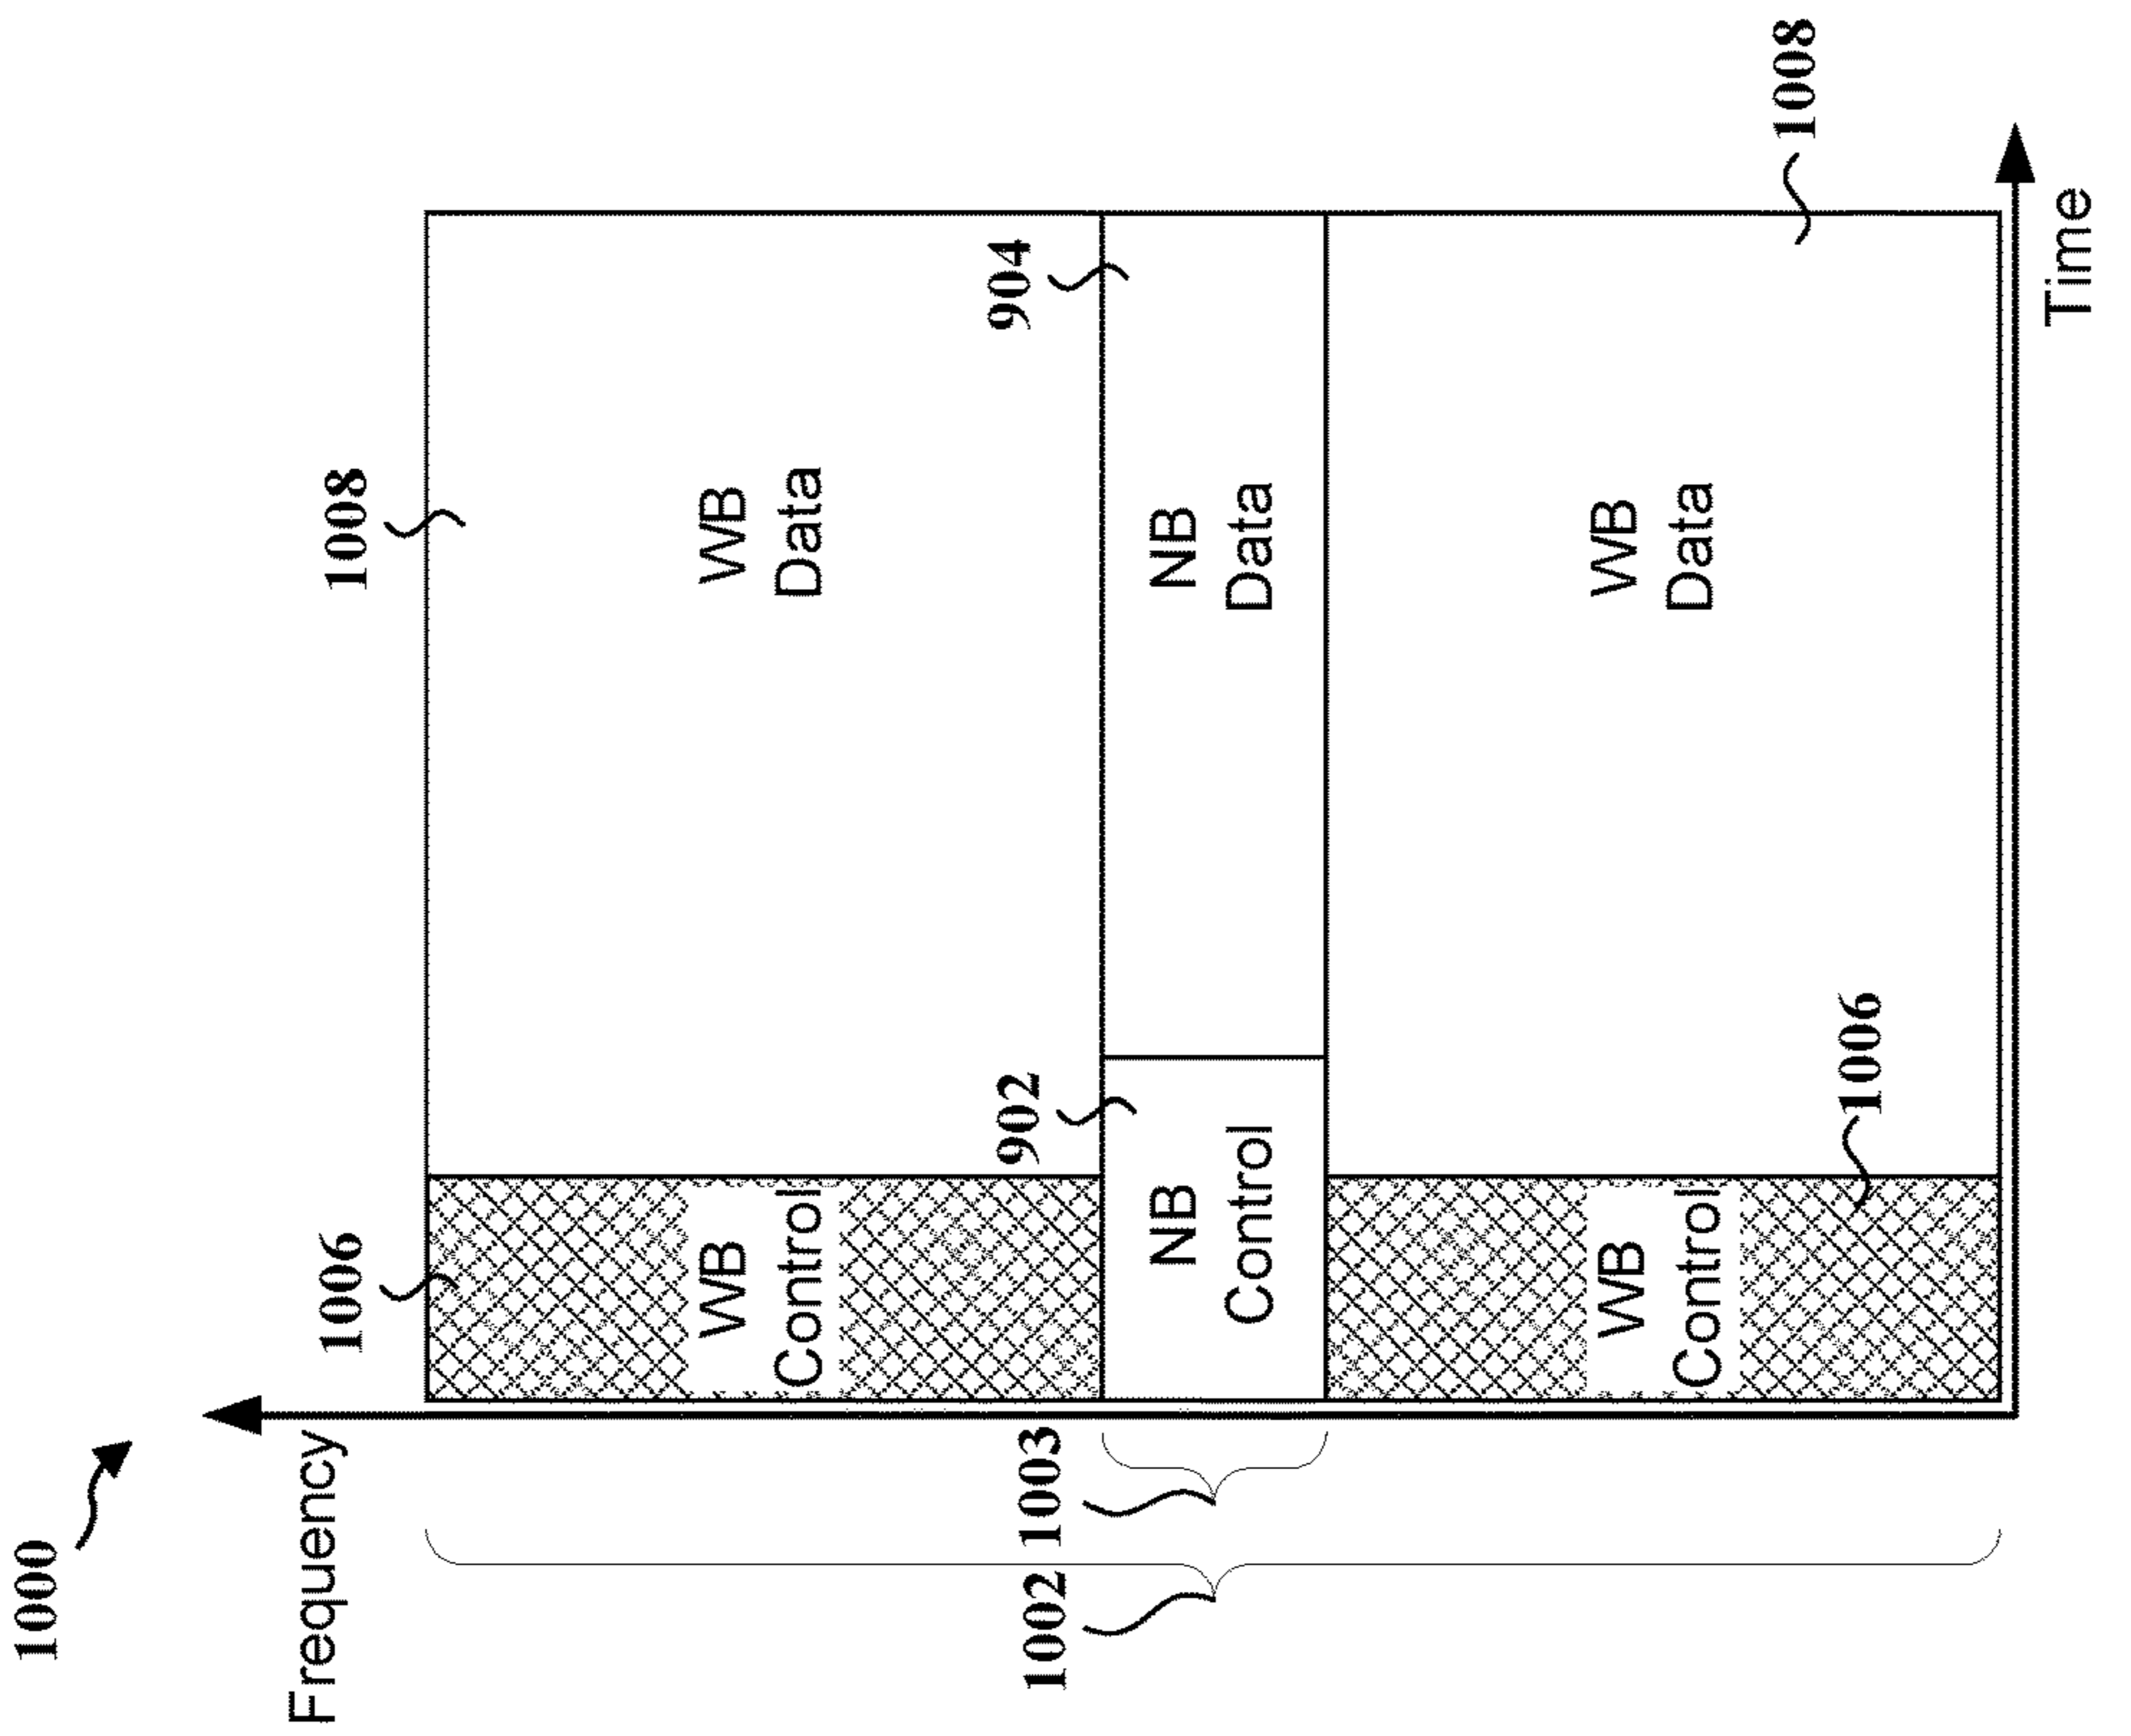 1000
Frequency
1006
1008
WB
Control
WB
Data
902
904
1003
1002
NB
Control
NB
Data
WB
Control
WB
Data
1006
1008
Time